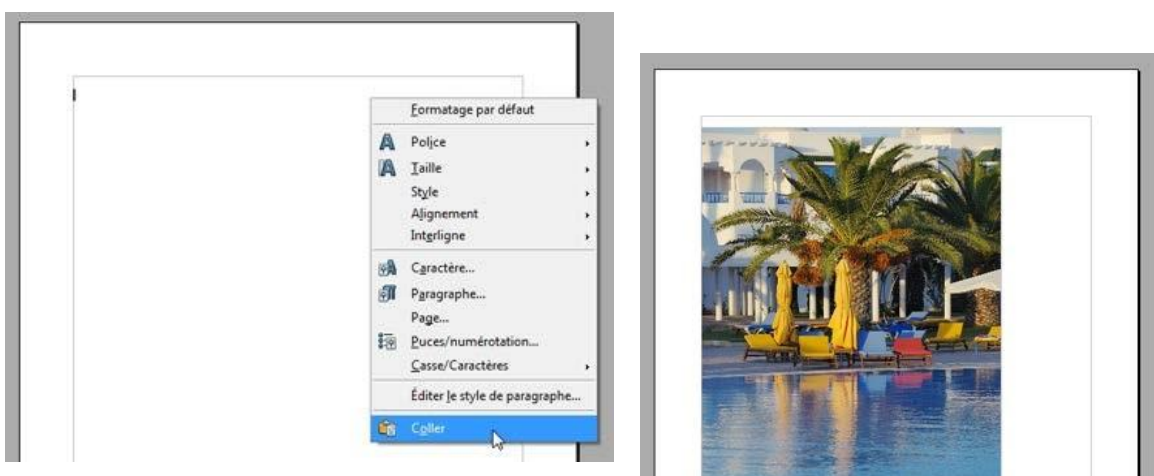 Formatage par défaut
Police
Taille
Style
Alignement
Interligne
Caractère...
Paragraphe...
Page...
Puces/numérotation...
Casse/Caractères
Éditer le style de paragraphe...
Coller